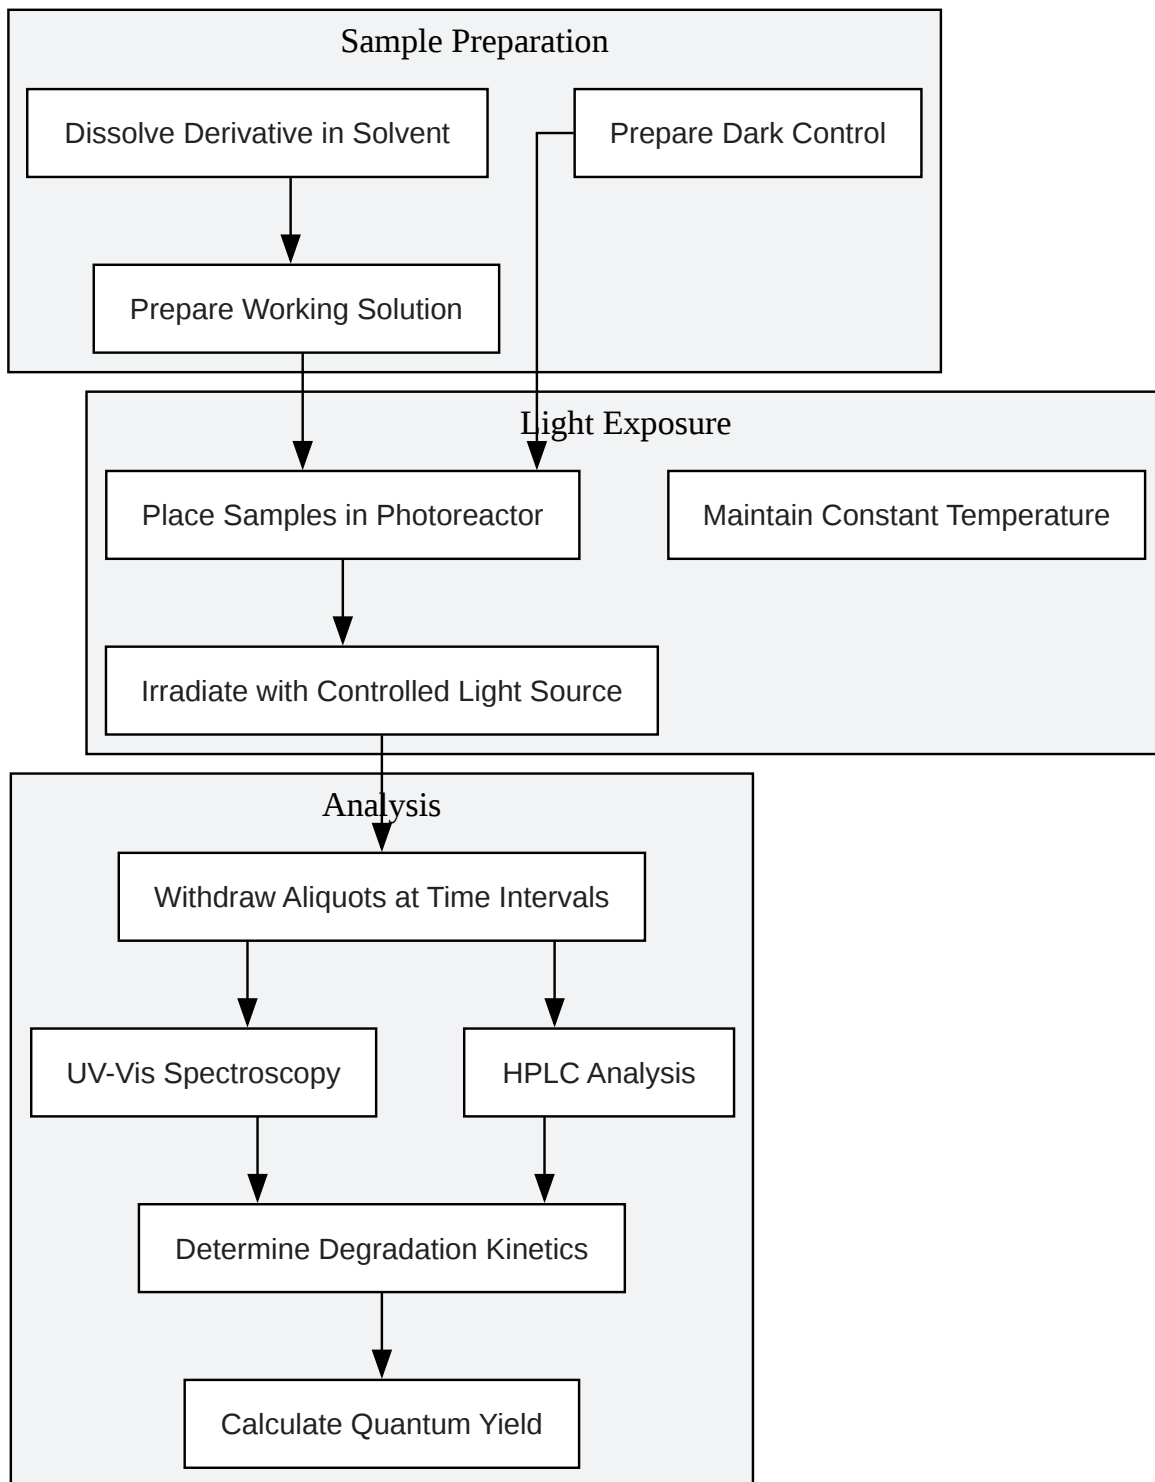 Sample Preparation
Dissolve Derivative in Solvent
Prepare Dark Control
Prepare Working Solution
Light Exposure
Place Samples in Photoreactor
Maintain Constant Temperature
Irradiate with Controlled Light Source
Analysis
Withdraw Aliquots at Time Intervals
UV-Vis Spectroscopy
HPLC Analysis
Determine Degradation Kinetics
Calculate Quantum Yield